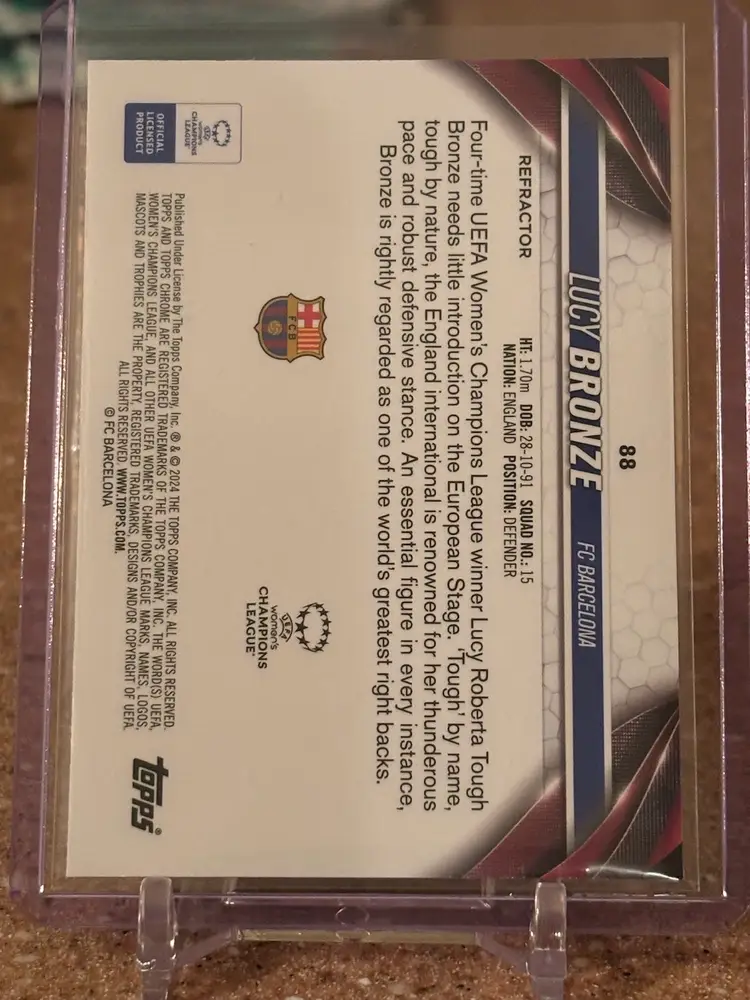 88
LUCY BRONZE FC BARCELONA
REFRACTOR
HT: 1.70m DOB: 28-10-91 SQUAD NO.: 15
NATION: ENGLAND POSITION: DEFENDER
Four-time UEFA Women's Champions League winner Lucy Roberta Tough
Bronze needs little introduction on the European Stage. 'Tough' by name,
tough by nature, the England international is renowned for her thunderous
pace and robust defensive stance. An essential figure in every instance,
Bronze is rightly regarded as one of the world's greatest right backs.
FCB
UEFA
women's
CHAMPIONS
LEAGUE
UEFA
women's
CHAMPIONS
LEAGUE
OFFICIAL
LICENSED
PRODUCT
Published Under License by The Topps Company, Inc. ® & © 2024 THE TOPPS COMPANY, INC. ALL RIGHTS RESERVED.
TOPPS AND TOPPS CHROME ARE REGISTERED TRADEMARKS OF THE TOPPS COMPANY, INC. THE WORD(S) UEFA,
WOMEN'S CHAMPIONS LEAGUE, AND ALL OTHER UEFA WOMEN'S CHAMPIONS LEAGUE MARKS, NAMES, LOGOS,
MASCOTS AND TROPHIES ARE THE PROPERTY, REGISTERED TRADEMARKS, DESIGNS AND/OR COPYRIGHT OF UEFA.
ALL RIGHTS RESERVED. WWW.TOPPS.COM.
© FC BARCELONA
topps®